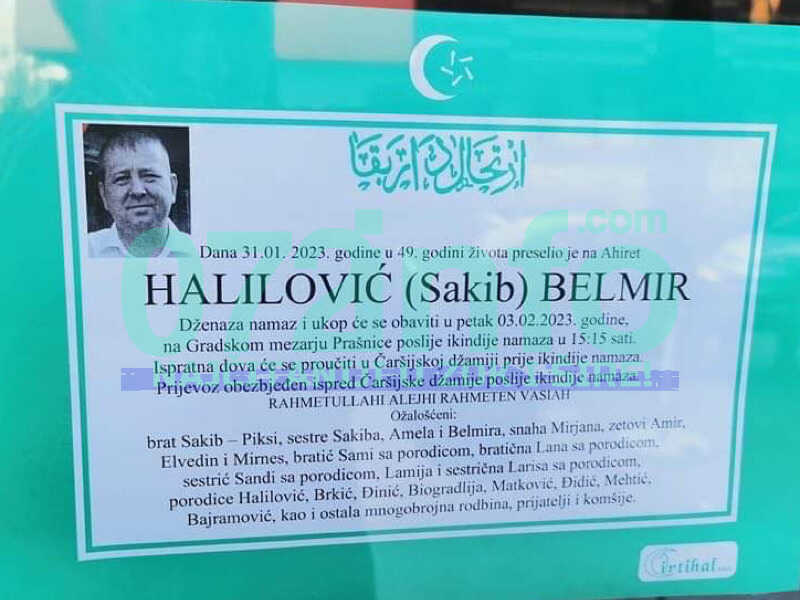 ارتحال دار بقا
Dana 31.01. 2023. godine u 49. godini života preselio je na Ahiret
HALILOVIĆ (Sakib) BELMIR
Dženaza namaz i ukop će se obaviti u petak 03.02.2023. godine,
na Gradskom mezarju Prašnice poslije ikindije namaza u 15:15 sati.
Ispratna dova će se proučiti u Čaršijskoj džamiji prije ikindije namaza.
Prijevoz obezbjeđen ispred Čaršijske džamije poslije ikindije namaza.
RAHMETULLAHI ALEJHI RAHMETEN VASIAH
Ožalošćeni:
brat Sakib – Piksi, sestre Sakiba, Amela i Belmira, snaha Mirjana, zetovi Amir,
Elvedin i Mirnes, bratić Sami sa porodicom, bratična Lana sa porodicom,
sestrić Sandi sa porodicom, Lamija i sestrična Larisa sa porodicom,
porodice Halilović, Brkić, Đinić, Biogradlija, Matković, Đidić, Mehtić,
Bajramović, kao i ostala mnogobrojna rodbina, prijatelji i komšije.
irtihal
.com